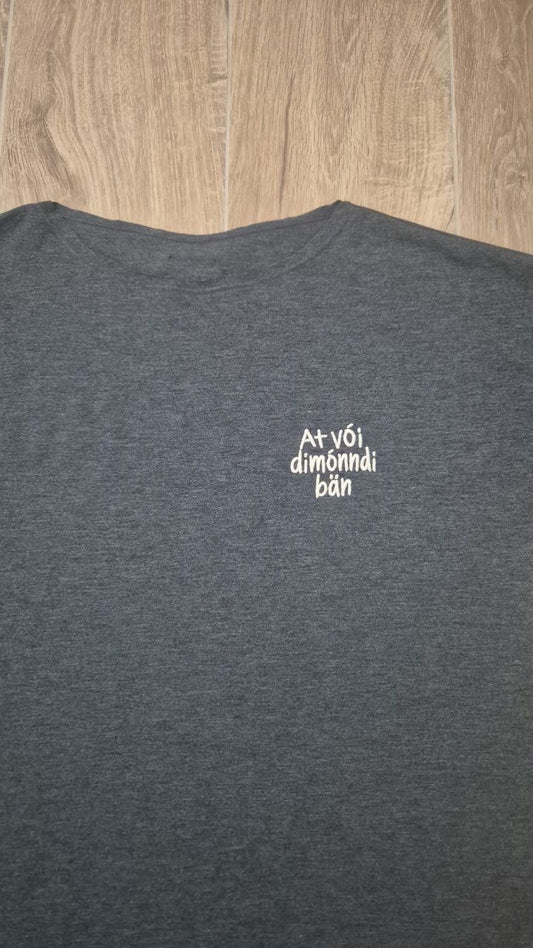 At vói
dimónndi
bän